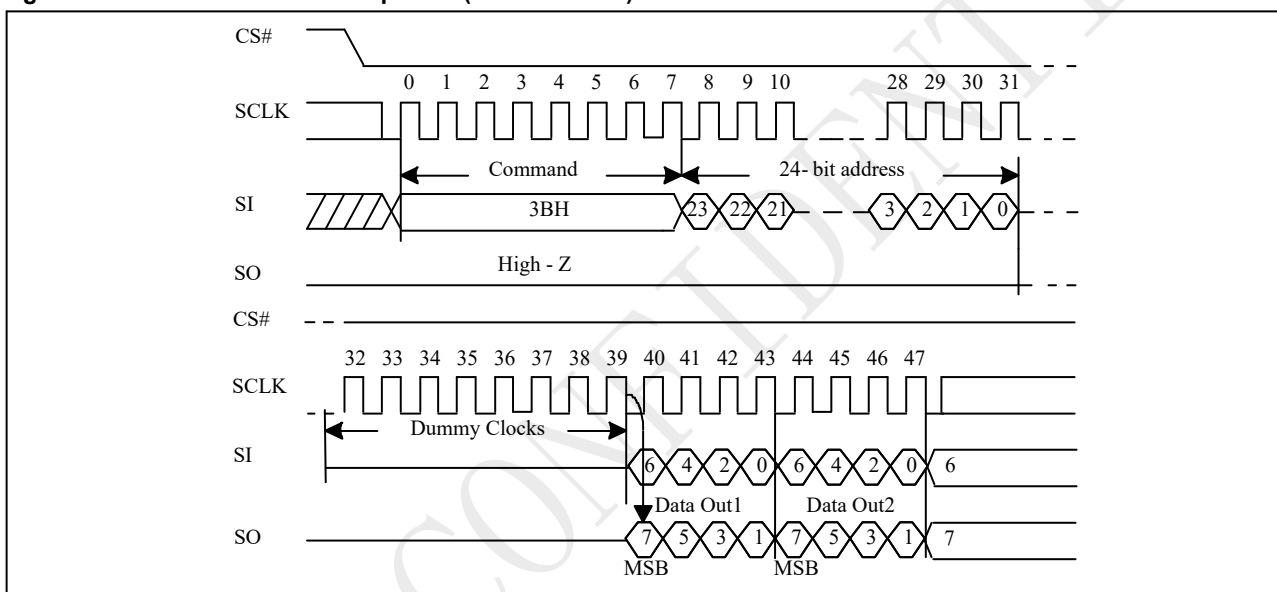 CS#
0 1 2 3 4 5 6 7 8 9 10 28 29 30 31
SCLK
Command 24- bit address
SI 3BH 23 22 21 3 2 1 0
High - Z
SO
CS#
32 33 34 35 36 37 38 39 40 41 42 43 44 45 46 47
SCLK
Dummy Clocks
SI 6 4 2 0 6 4 2 0 6
Data Out1 Data Out2
SO 7 5 3 1 7 5 3 1 7
MSB MSB
CONFIDENT